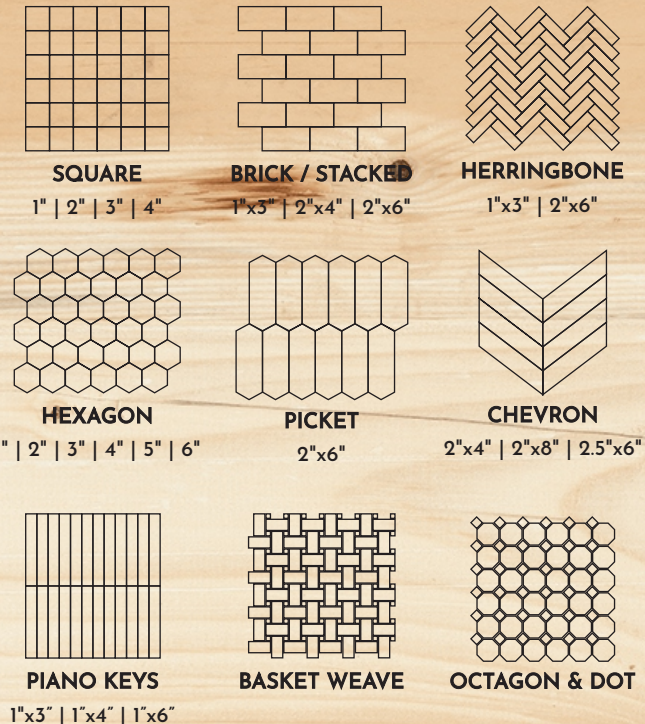 SQUARE
1" | 2" | 3" | 4"
BRICK / STACKED
1"x3" | 2"x4" | 2"x6"
HERRINGBONE
1"x3" | 2"x6"
HEXAGON
" | 2" | 3" | 4" | 5" | 6"
PICKET
2"x6"
CHEVRON
2"x4" | 2"x8" | 2.5"x6"
PIANO KEYS
1"x3″ | 1″x4″ | 1″x6″
BASKET WEAVE
OCTAGON & DOT